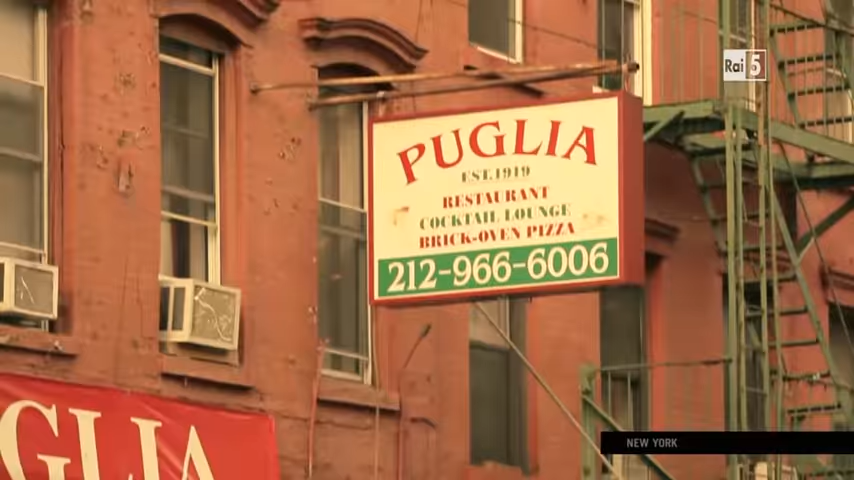 Rai 5
PUGLIA
EST. 1919
RESTAURANT
COCKTAIL LOUNGE
BRICK-OVEN PIZZA
212-966-6006
GLIA
NEW YORK